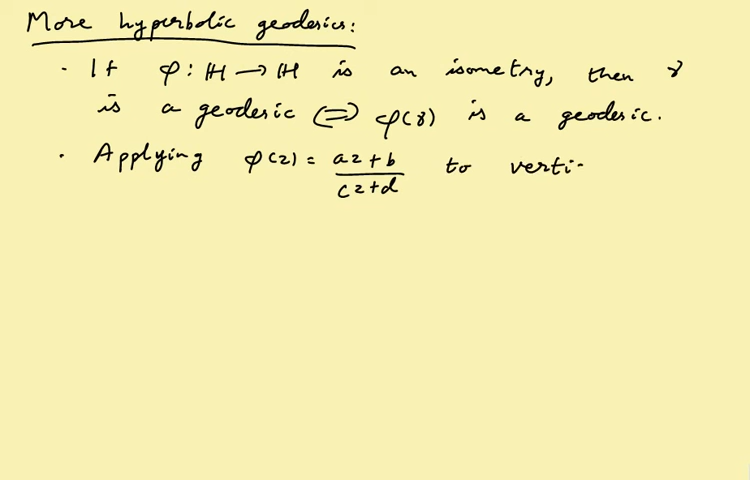 More hyperbolic geodesics:
· If φ: ℍ → ℍ is an isometry, then γ
is a geodesic ⟺ φ(γ) is a geodesic.
· Applying φ(z) = (az+b)/(cz+d) to verti